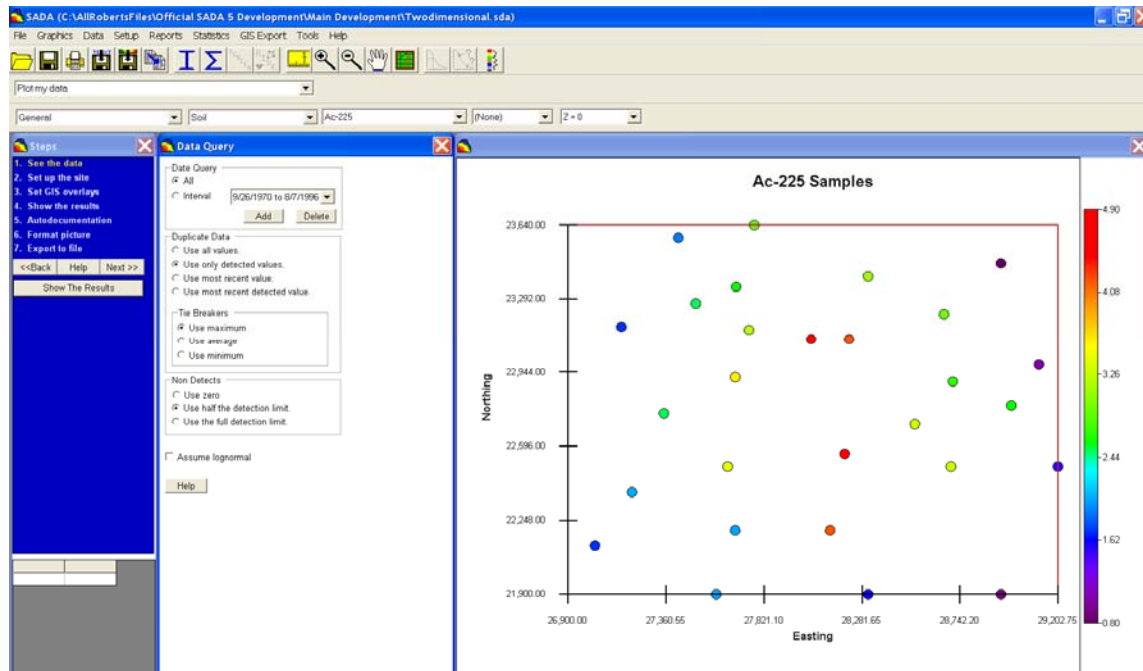 SADA (C:\AllRobertsFiles\Official SADA 5 Development\Main Development\Twodimensional.sda)
File Graphics Data Setup Reports Statistics GIS Export Tools Help
Plot my data
General Soil Ac-225 (None) Z = 0
Steps
1. See the data
2. Set up the site
3. Set GIS overlays
4. Show the results
5. Autodocumentation
6. Format picture
7. Export to file
<<Back Help Next >>
Show The Results
Data Query
Date Query
All
Interval 9/26/1970 to 8/7/1996
Add Delete
Duplicate Data
Use all values.
Use only detected values.
Use most recent value.
Use most recent detected value.
Tie Breakers
Use maximum
Use average
Use minimum
Non Detects
Use zero
Use half the detection limit.
Use the full detection limit.
Assume lognormal
Help
Ac-225 Samples
Northing
23,640.00
23,292.00
22,944.00
22,596.00
22,248.00
21,900.00
26,900.00 27,360.55 27,821.10 28,281.65 28,742.20 29,202.75
Easting
4.90
4.08
3.26
2.44
1.62
0.80